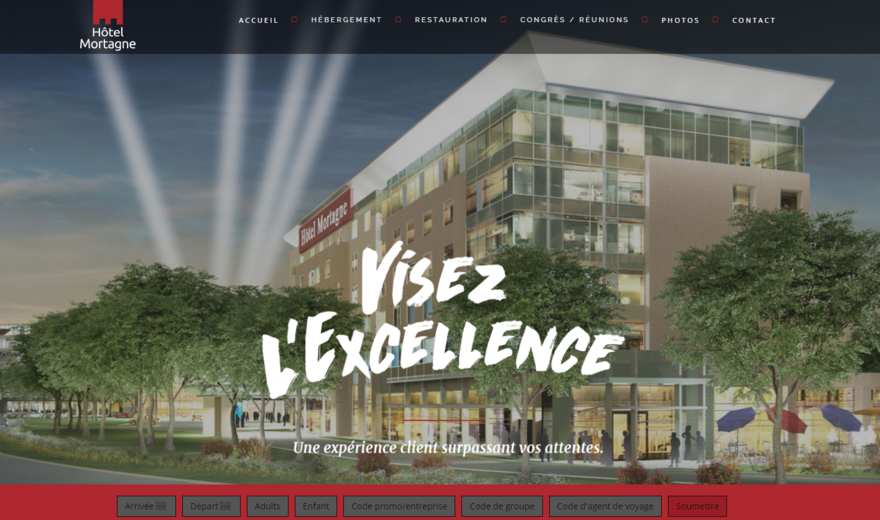 Hôtel
Mortagne
ACCUEIL
HÉBERGEMENT
RESTAURATION
CONGRÈS / RÉUNIONS
PHOTOS
CONTACT
Hôtel Mortagne
VISEZ
L'EXCELLENCE
Une expérience client surpassant vos attentes.
Arrivée
Départ
Adults
Enfant
Code promo/entreprise
Code de groupe
Code d'agent de voyage
Soumettre